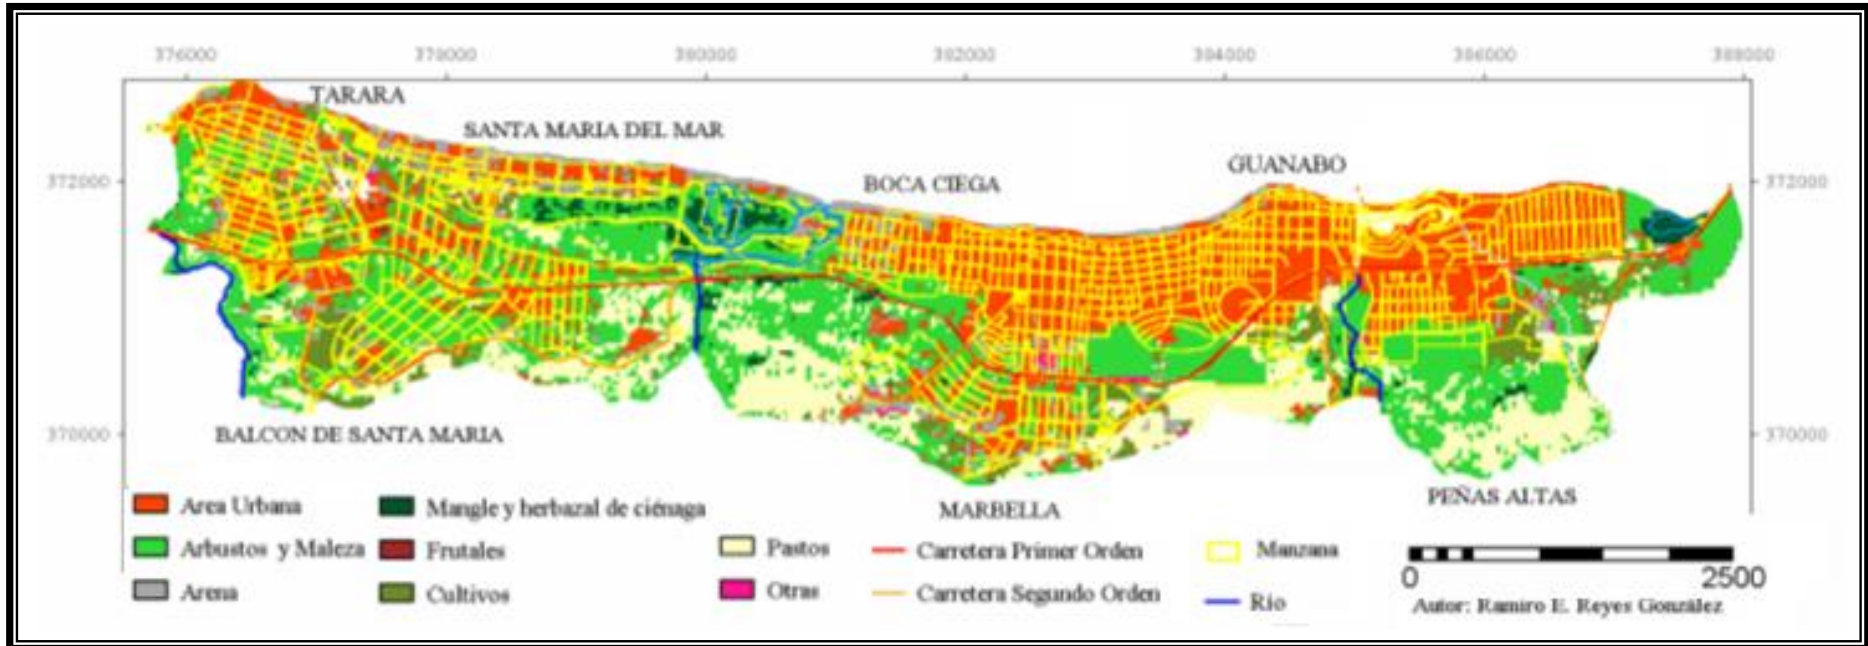 376000 378000 380000 382000 384000 386000 388000
TARARA
SANTA MARIA DEL MAR
GUANABO
372000 BOCA CIEGA 372000
370000 BALCON DE SANTA MARIA 370000
PEÑAS ALTAS
Area Urbana Mangle y herbazal de ciénaga MARBELLA
Arbustos y Maleza Frutales Pastos Carretera Primer Orden Manzana
0 2500
Arena Cultivos Otras Carretera Segundo Orden Río
Autor: Ramiro E. Reyes González